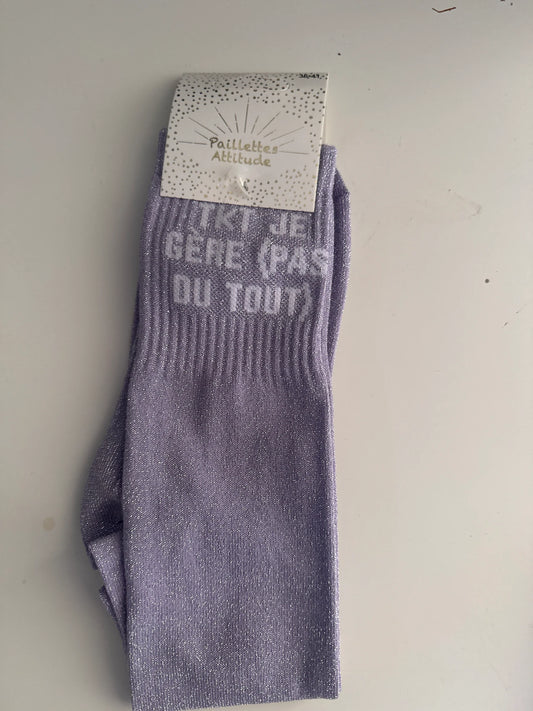 36-41
Paillettes
Attitude
TKT JE
GÈRE (PAS
DU TOUT)